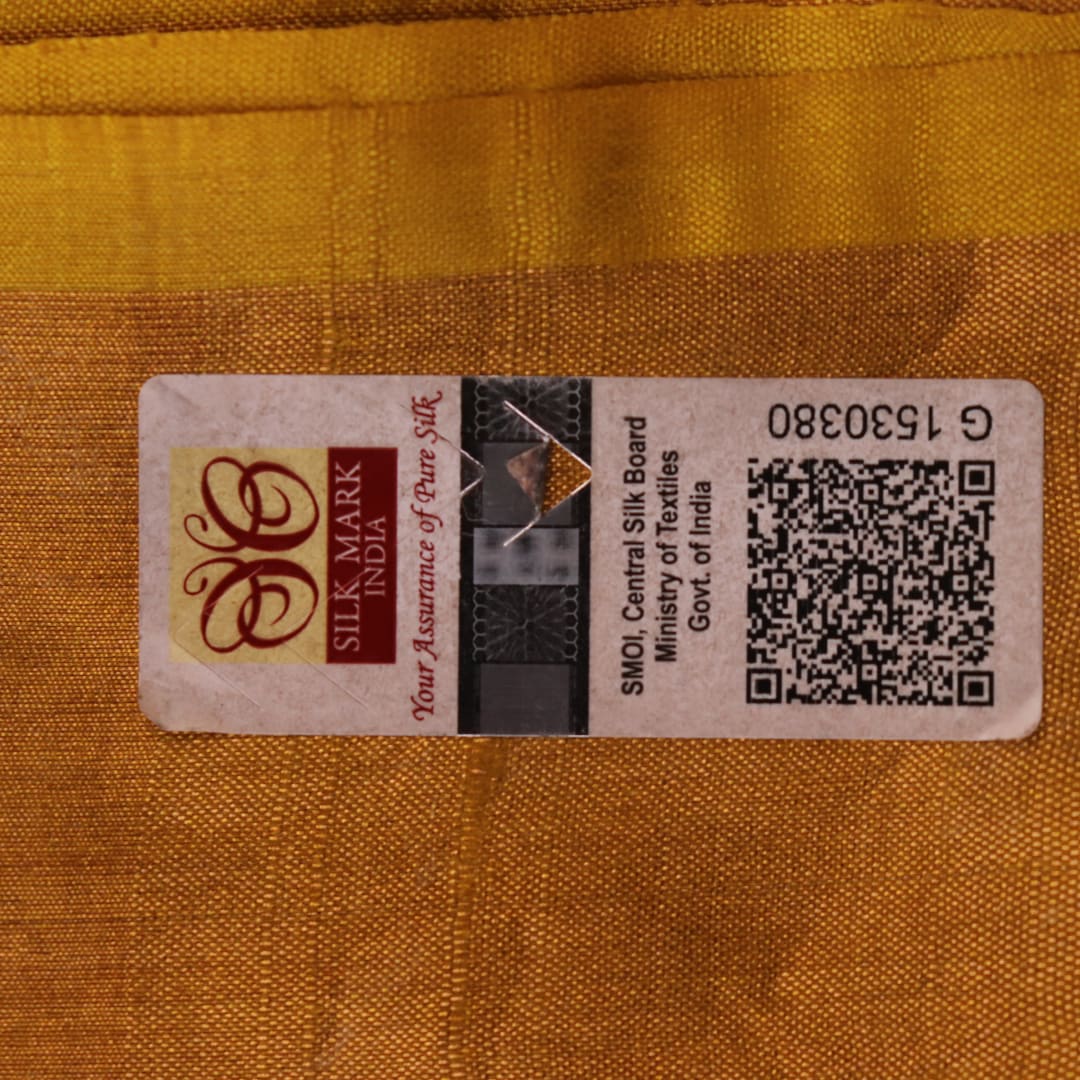 SILK MARK
INDIA
Your Assurance of Pure Silk
SMOI, Central Silk Board
Ministry of Textiles
Govt. of India
G 1530380